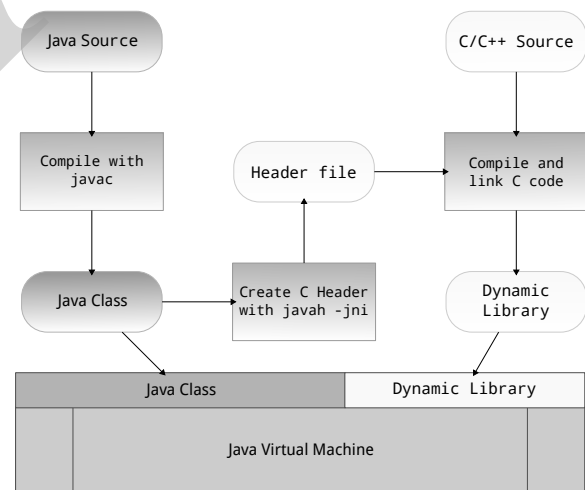 Java Source
C/C++ Source
Compile with
javac
Header file
Compile and
link C code
Java Class
Create C Header
with javah -jni
Dynamic
Library
Java Class
Dynamic Library
Java Virtual Machine